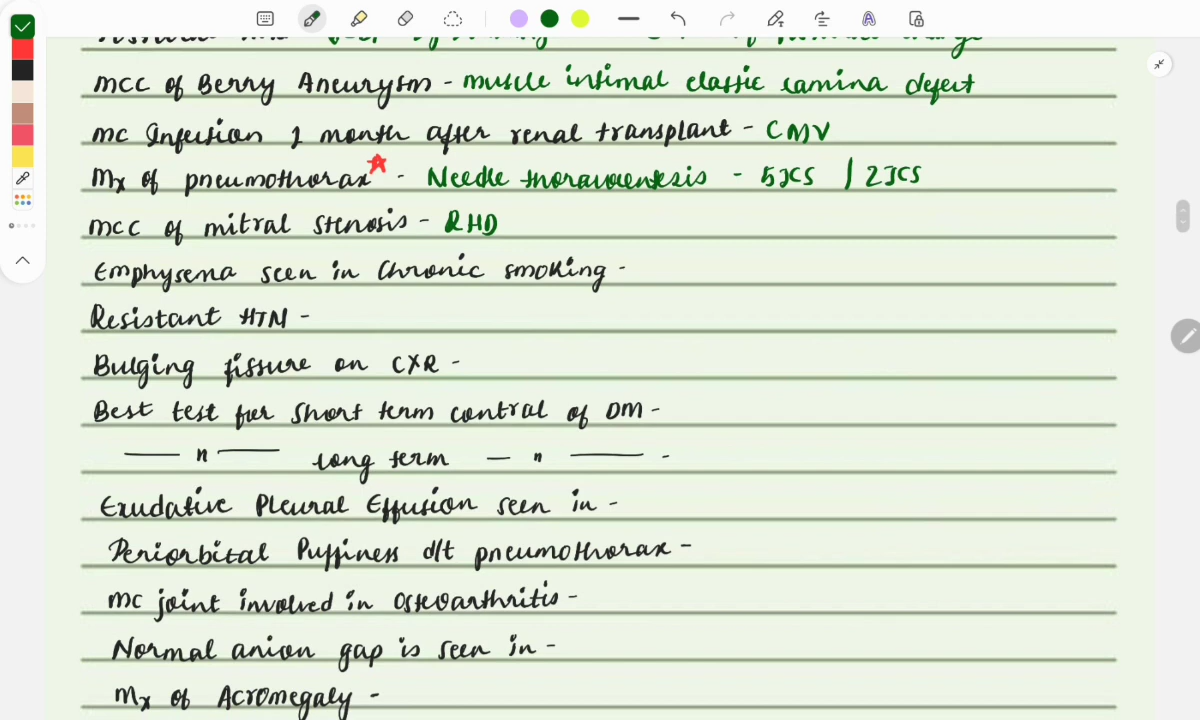 mcc of Berry Aneurysm - muscle intimal elastic lamina defect
mc Infection 1 month after renal transplant - CMV
Mx of pneumothorax - Needle thoracocentesis - 5ICS / 2ICS
mcc of mitral stenosis - RHD
Emphysema seen in Chronic smoking -
Resistant HTN -
Bulging fissure on CXR -
Best test for short term control of DM -
—— " —— long term — " —— -
Exudative Pleural Effusion seen in -
Periorbital Puffiness d/t pneumothorax -
mc joint involved in Osteoarthritis -
Normal anion gap is seen in -
Mx of Acromegaly -